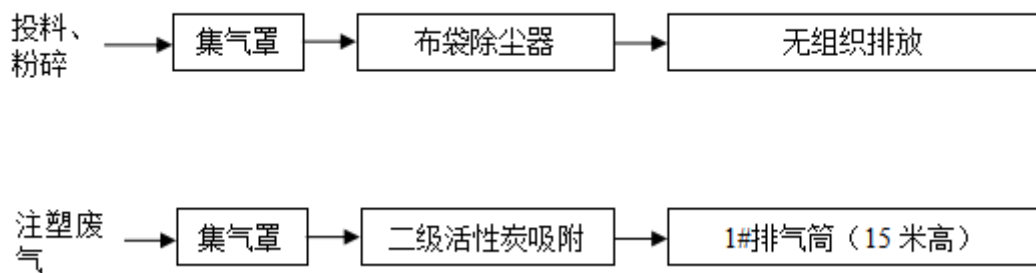 投料、
粉碎
集气罩
布袋除尘器
无组织排放
注塑废
气
集气罩
二级活性炭吸附
1#排气筒（15 米高）